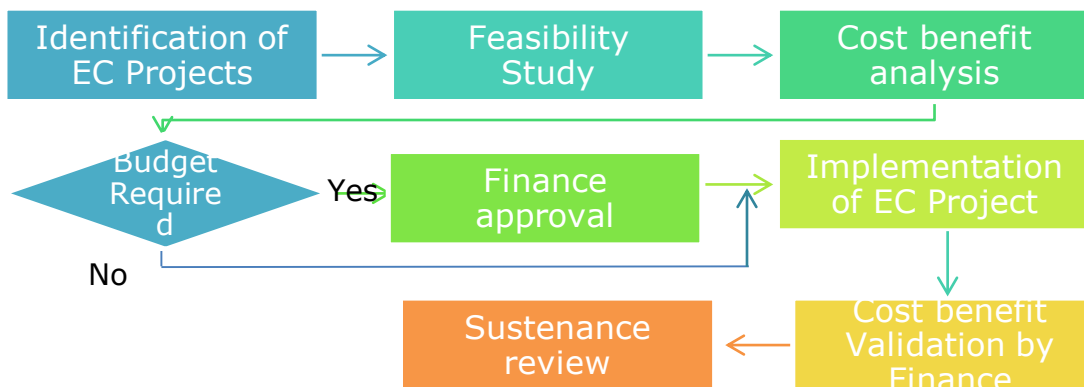 Identification of
EC Projects
Feasibility
Study
Cost benefit
analysis
Budget
Require
d
Yes
Finance
approval
Implementation
of EC Project
No
Sustenance
review
Cost benefit
Validation by
Finance